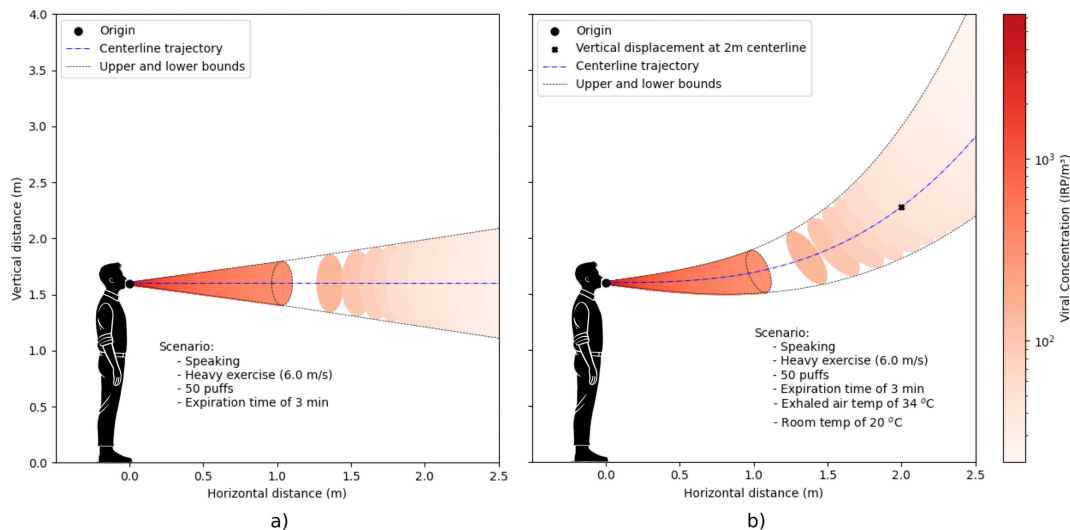 4.0
3.5
3.0
2.5
2.0
1.5
1.0
0.5
0.0
Vertical distance (m)
Origin
Centerline trajectory
Upper and lower bounds
Scenario:
- Speaking
- Heavy exercise (6.0 m/s)
- 50 puffs
- Expiration time of 3 min
0.0 0.5 1.0 1.5 2.0 2.5
Horizontal distance (m)
a)
Origin
Vertical displacement at 2m centerline
Centerline trajectory
Upper and lower bounds
Scenario:
- Speaking
- Heavy exercise (6.0 m/s)
- 50 puffs
- Expiration time of 3 min
- Exhaled air temp of 34 °C
- Room temp of 20 °C
0.0 0.5 1.0 1.5 2.0 2.5
Horizontal distance (m)
b)
10³
10²
Viral Concentration (IRP/m³)